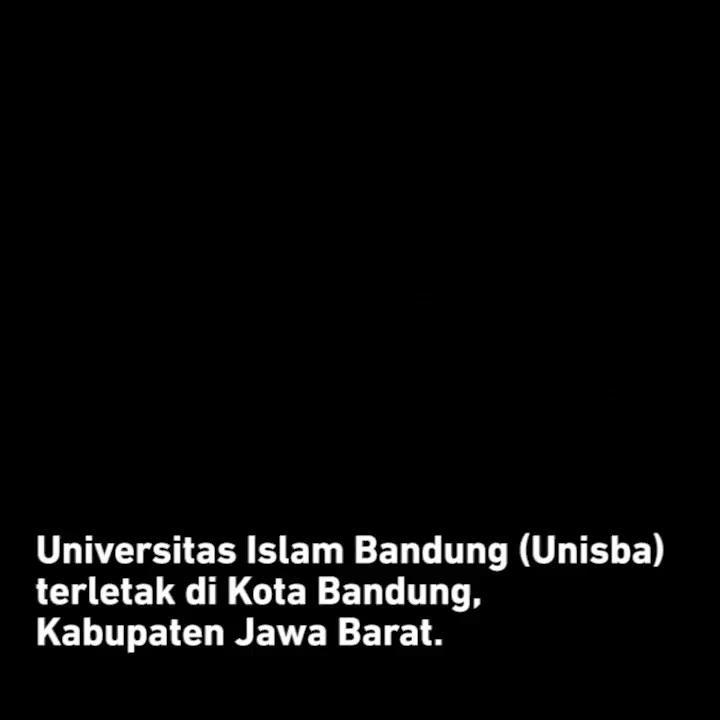 Universitas Islam Bandung (Unisba)
terletak di Kota Bandung,
Kabupaten Jawa Barat.